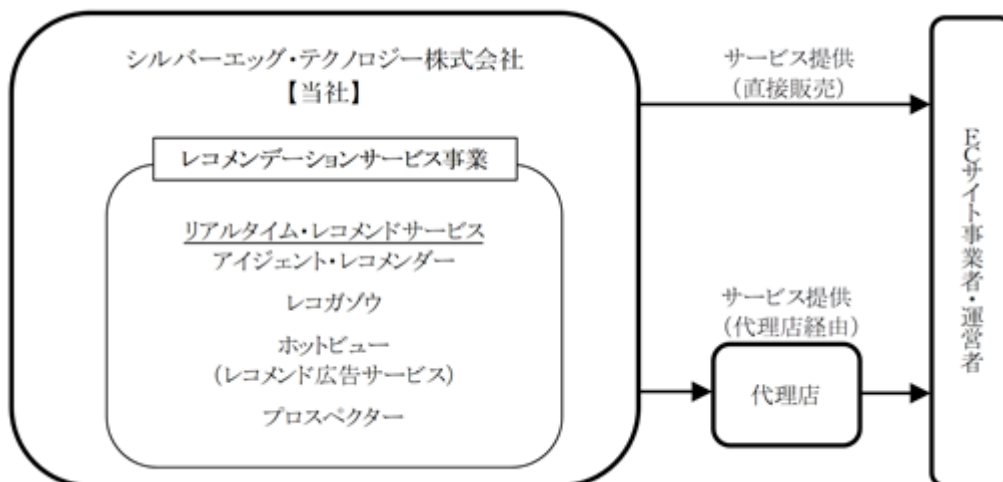 シルバーエッグ・テクノロジー株式会社
【当社】
レコメンデーションサービス事業
リアルタイム・レコメンドサービス
アイジェント・レコメンダー
レコガゾウ
ホットビュー
(レコメンド広告サービス)
プロスペクター
サービス提供
(直接販売)
サービス提供
(代理店経由)
代理店
ECサイト事業者・運営者